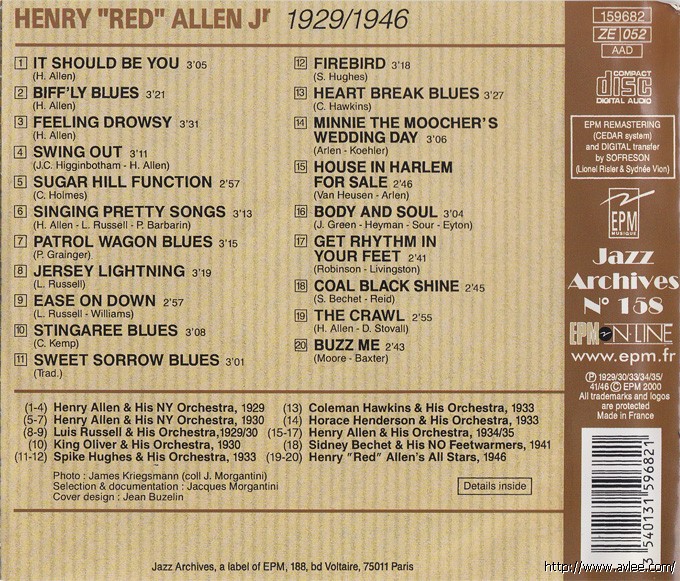 HENRY "RED" ALLEN Jr 1929/1946
1 IT SHOULD BE YOU 3'05
(H. Allen)
2 BIFF'LY BLUES 3'21
(H. Allen)
3 FEELING DROWSY 3'31
(H. Allen)
4 SWING OUT 3'11
(J.C. Higginbotham - H. Allen)
5 SUGAR HILL FUNCTION 2'57
(C. Holmes)
6 SINGING PRETTY SONGS 3'13
(H. Allen - L. Russell - P. Barbarin)
7 PATROL WAGON BLUES 3'15
(P. Grainger)
8 JERSEY LIGHTNING 3'19
(L. Russell)
9 EASE ON DOWN 2'57
(L. Russell - Williams)
10 STINGAREE BLUES 3'08
(C. Kemp)
11 SWEET SORROW BLUES 3'01
(Trad.)
12 FIREBIRD 3'18
(S. Hughes)
13 HEART BREAK BLUES 3'27
(C. Hawkins)
14 MINNIE THE MOOCHER'S
WEDDING DAY 3'06
(Arlen - Koehler)
15 HOUSE IN HARLEM
FOR SALE 2'46
(Van Heusen - Arlen)
16 BODY AND SOUL 3'04
(J. Green - Heyman - Sour - Eyton)
17 GET RHYTHM IN
YOUR FEET 2'41
(Robinson - Livingston)
18 COAL BLACK SHINE 2'45
(S. Bechet - Reid)
19 THE CRAWL 2'55
(H. Allen - D. Stovall)
20 BUZZ ME 2'43
(Moore - Baxter)
(1-4) Henry Allen & His NY Orchestra, 1929
(5-7) Henry Allen & His NY Orchestra, 1930
(8-9) Luis Russell & His Orchestra,1929/30
(10) King Oliver & His Orchestra, 1930
(11-12) Spike Hughes & His Orchestra, 1933
(13) Coleman Hawkins & His Orchestra, 1933
(14) Horace Henderson & His Orchestra, 1933
(15-17) Henry Allen & His Orchestra, 1934/35
(18) Sidney Bechet & His NO Feetwarmers, 1941
(19-20) Henry "Red" Allen's All Stars, 1946
Photo : James Kriegsmann (coll J. Morgantini)
Selection & documentation : Jacques Morgantini
Cover design : Jean Buzelin
Details inside
Jazz Archives, a label of EPM, 188, bd Voltaire, 75011 Paris
159682
ZE 052
AAD
COMPACT
disc
DIGITAL AUDIO
EPM REMASTERING
(CEDAR system)
and DIGITAL transfer
by SOFRESON
(Lionel Risler & Sydnée Vion)
EPM
MUSIQUE
Jazz
Archives
N° 158
EPM ON-LINE
www.epm.fr
Ⓟ 1929/30/33/34/35/
41/46 © EPM 2000
All trademarks and logos
are protected
Made in France
3 540131 596821
http://www.avlee.com/